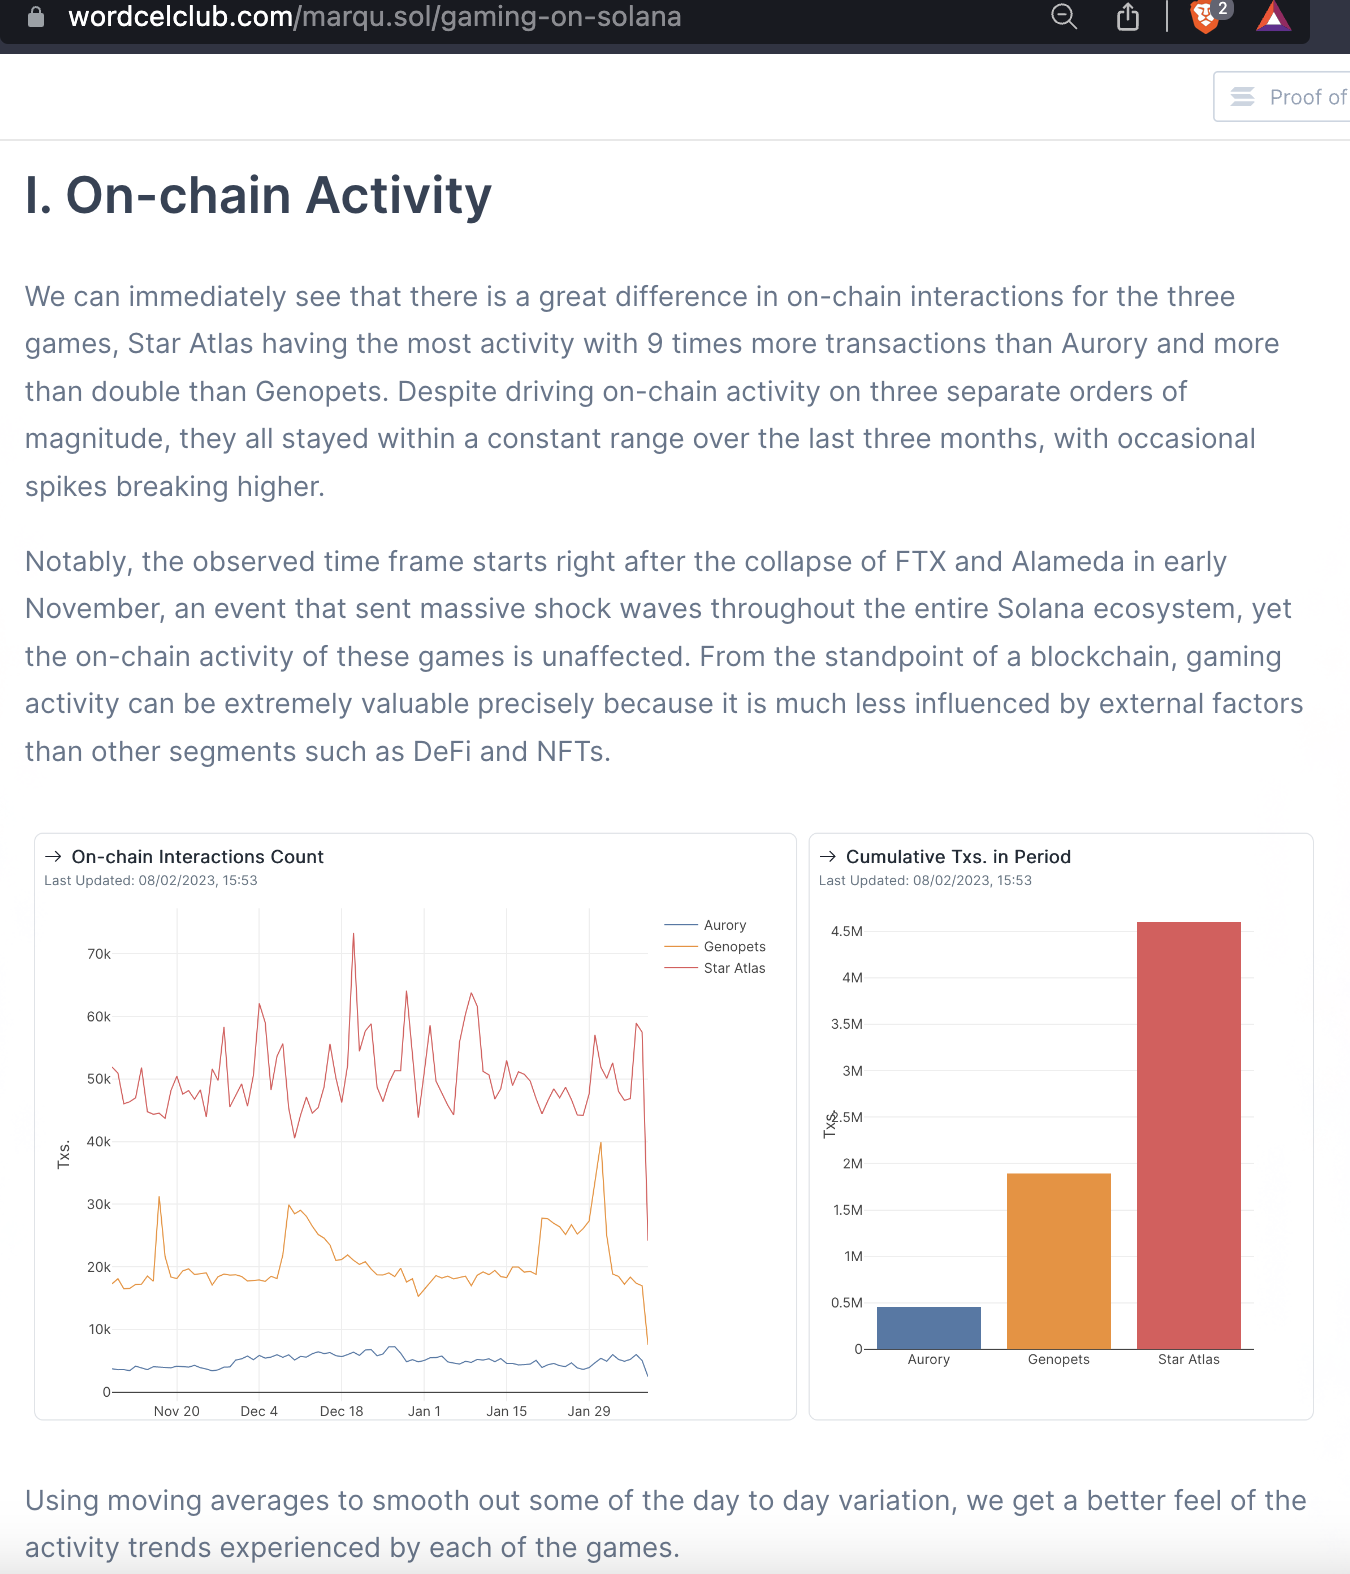 wordcelclub.com/marqu.sol/gaming-on-solana
2
Proof of
I. On-chain Activity
We can immediately see that there is a great difference in on-chain interactions for the three
games, Star Atlas having the most activity with 9 times more transactions than Aurory and more
than double than Genopets. Despite driving on-chain activity on three separate orders of
magnitude, they all stayed within a constant range over the last three months, with occasional
spikes breaking higher.
Notably, the observed time frame starts right after the collapse of FTX and Alameda in early
November, an event that sent massive shock waves throughout the entire Solana ecosystem, yet
the on-chain activity of these games is unaffected. From the standpoint of a blockchain, gaming
activity can be extremely valuable precisely because it is much less influenced by external factors
than other segments such as DeFi and NFTs.
→ On-chain Interactions Count
Last Updated: 08/02/2023, 15:53
Aurory
Genopets
Star Atlas
70k
60k
50k
40k
30k
20k
10k
0
Txs.
Nov 20 Dec 4 Dec 18 Jan 1 Jan 15 Jan 29
→ Cumulative Txs. in Period
Last Updated: 08/02/2023, 15:53
4.5M
4M
3.5M
3M
2.5M
2M
1.5M
1M
0.5M
0
Txs.
Aurory Genopets Star Atlas
Using moving averages to smooth out some of the day to day variation, we get a better feel of the
activity trends experienced by each of the games.